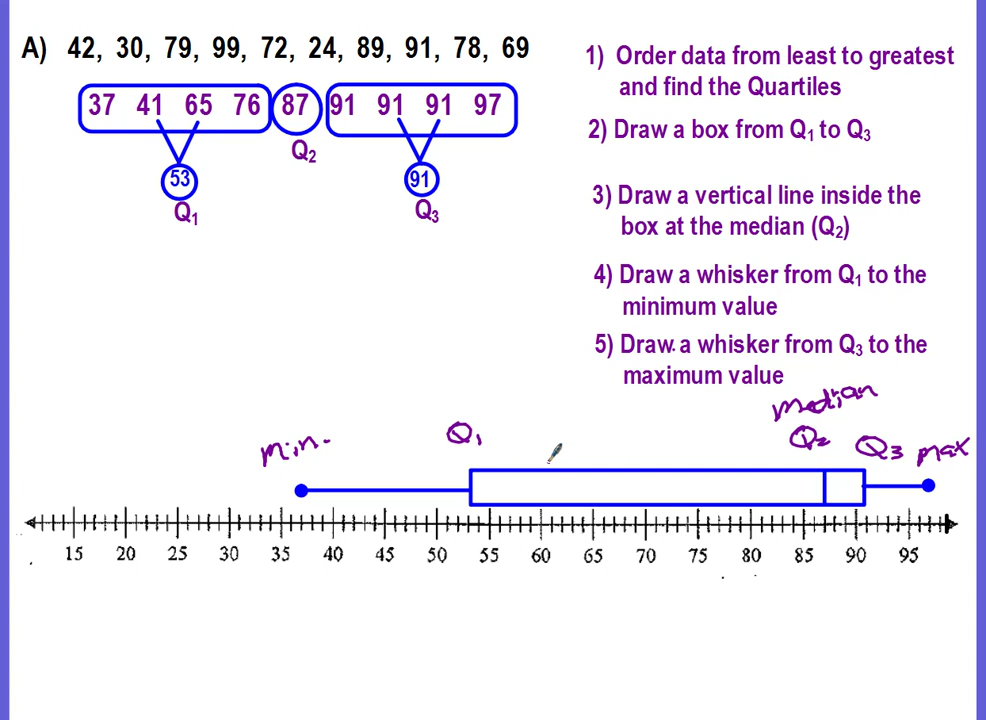 A) 42, 30, 79, 99, 72, 24, 89, 91, 78, 69
37 41 65 76 87 91 91 91 97
Q2
53
91
Q1
Q3
1) Order data from least to greatest
and find the Quartiles
2) Draw a box from Q1 to Q3
3) Draw a vertical line inside the
box at the median (Q2)
4) Draw a whisker from Q1 to the
minimum value
5) Draw a whisker from Q3 to the
maximum value
median
min. Q1 Q2 Q3 max
15 20 25 30 35 40 45 50 55 60 65 70 75 80 85 90 95